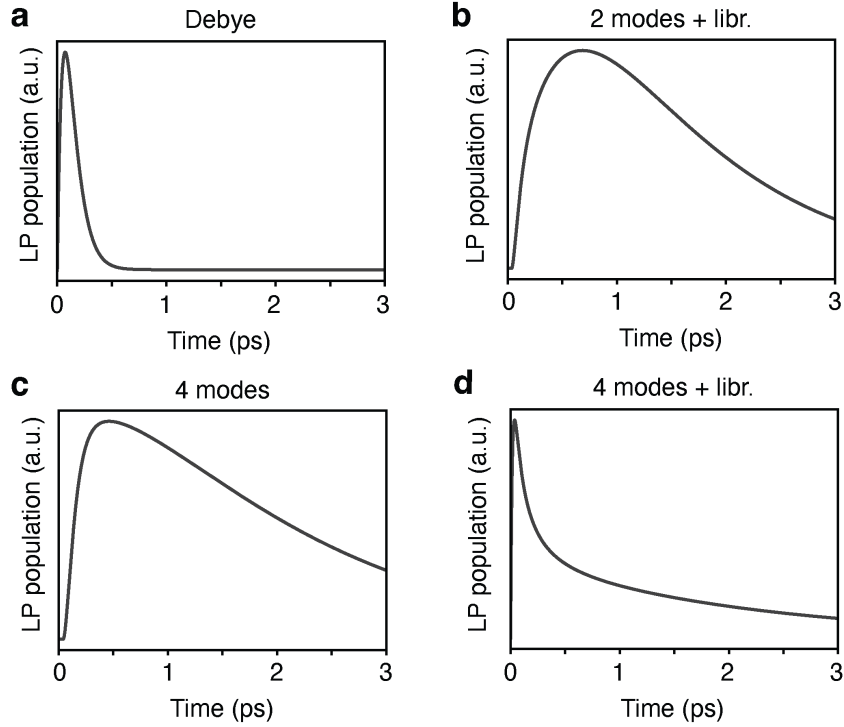 a
Debye
LP population (a.u.)
0 1 2 3
Time (ps)
b
2 modes + libr.
LP population (a.u.)
0 1 2 3
Time (ps)
c
4 modes
LP population (a.u.)
0 1 2 3
Time (ps)
d
4 modes + libr.
LP population (a.u.)
0 1 2 3
Time (ps)